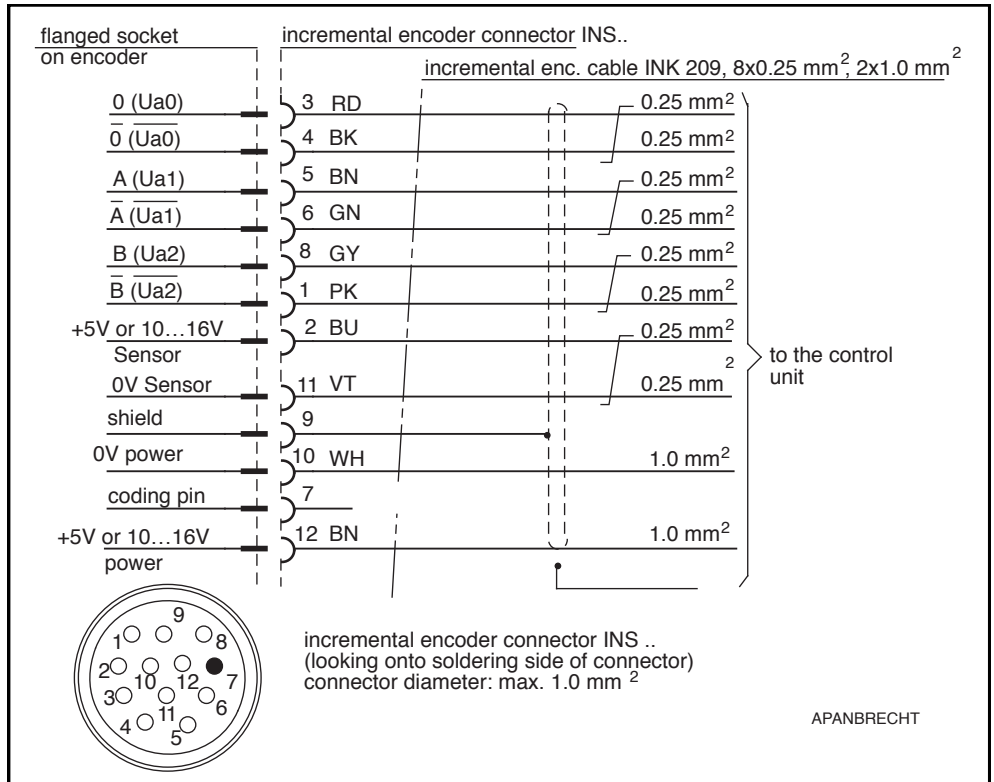 flanged socket
on encoder
incremental encoder connector INS..
incremental enc. cable INK 209, 8x0.25 mm², 2x1.0 mm²
0 (Ua0) 3 RD 0.25 mm²
0̅ (U̅a̅0̅) 4 BK 0.25 mm²
A (Ua1) 5 BN 0.25 mm²
A̅ (U̅a̅1̅) 6 GN 0.25 mm²
B (Ua2) 8 GY 0.25 mm²
B̅ (U̅a̅2̅) 1 PK 0.25 mm²
+5V or 10...16V 2 BU 0.25 mm²
Sensor
to the control
unit
0V Sensor 11 VT 0.25 mm²
shield 9
0V power 10 WH 1.0 mm²
coding pin 7
+5V or 10...16V 12 BN 1.0 mm²
power
9
1 8
2 10 12 7
3 11 6
4 5
incremental encoder connector INS ..
(looking onto soldering side of connector)
connector diameter: max. 1.0 mm ²
APANBRECHT